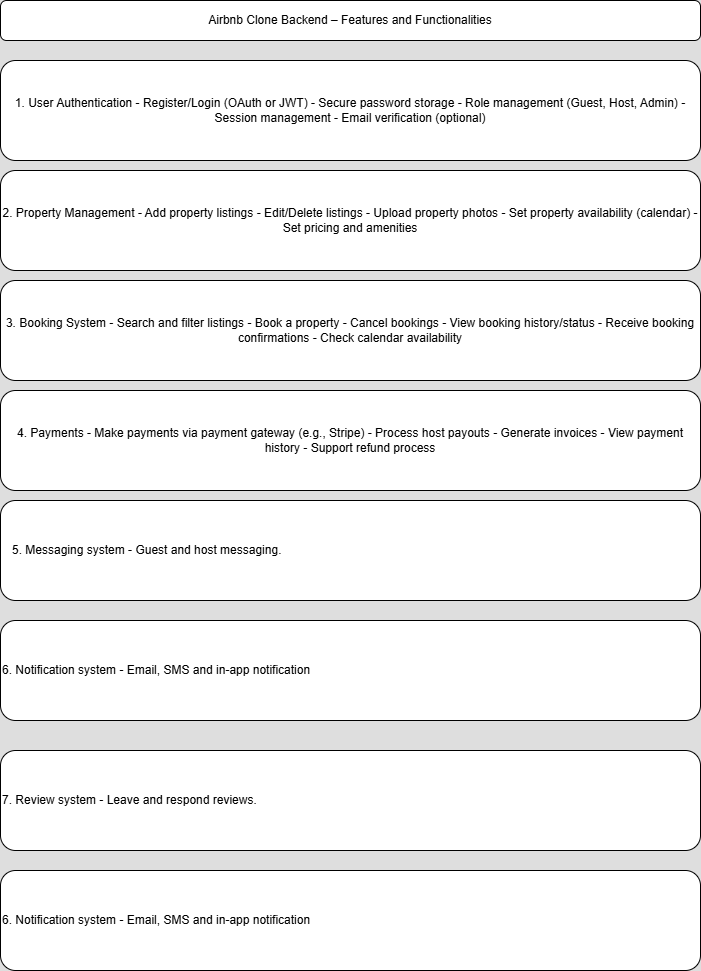 Airbnb Clone Backend – Features and Functionalities
1. User Authentication - Register/Login (OAuth or JWT) - Secure password storage - Role management (Guest, Host, Admin) -
Session management - Email verification (optional)
2. Property Management - Add property listings - Edit/Delete listings - Upload property photos - Set property availability (calendar) -
Set pricing and amenities
3. Booking System - Search and filter listings - Book a property - Cancel bookings - View booking history/status - Receive booking
confirmations - Check calendar availability
4. Payments - Make payments via payment gateway (e.g., Stripe) - Process host payouts - Generate invoices - View payment
history - Support refund process
5. Messaging system - Guest and host messaging.
6. Notification system - Email, SMS and in-app notification
7. Review system - Leave and respond reviews.
6. Notification system - Email, SMS and in-app notification